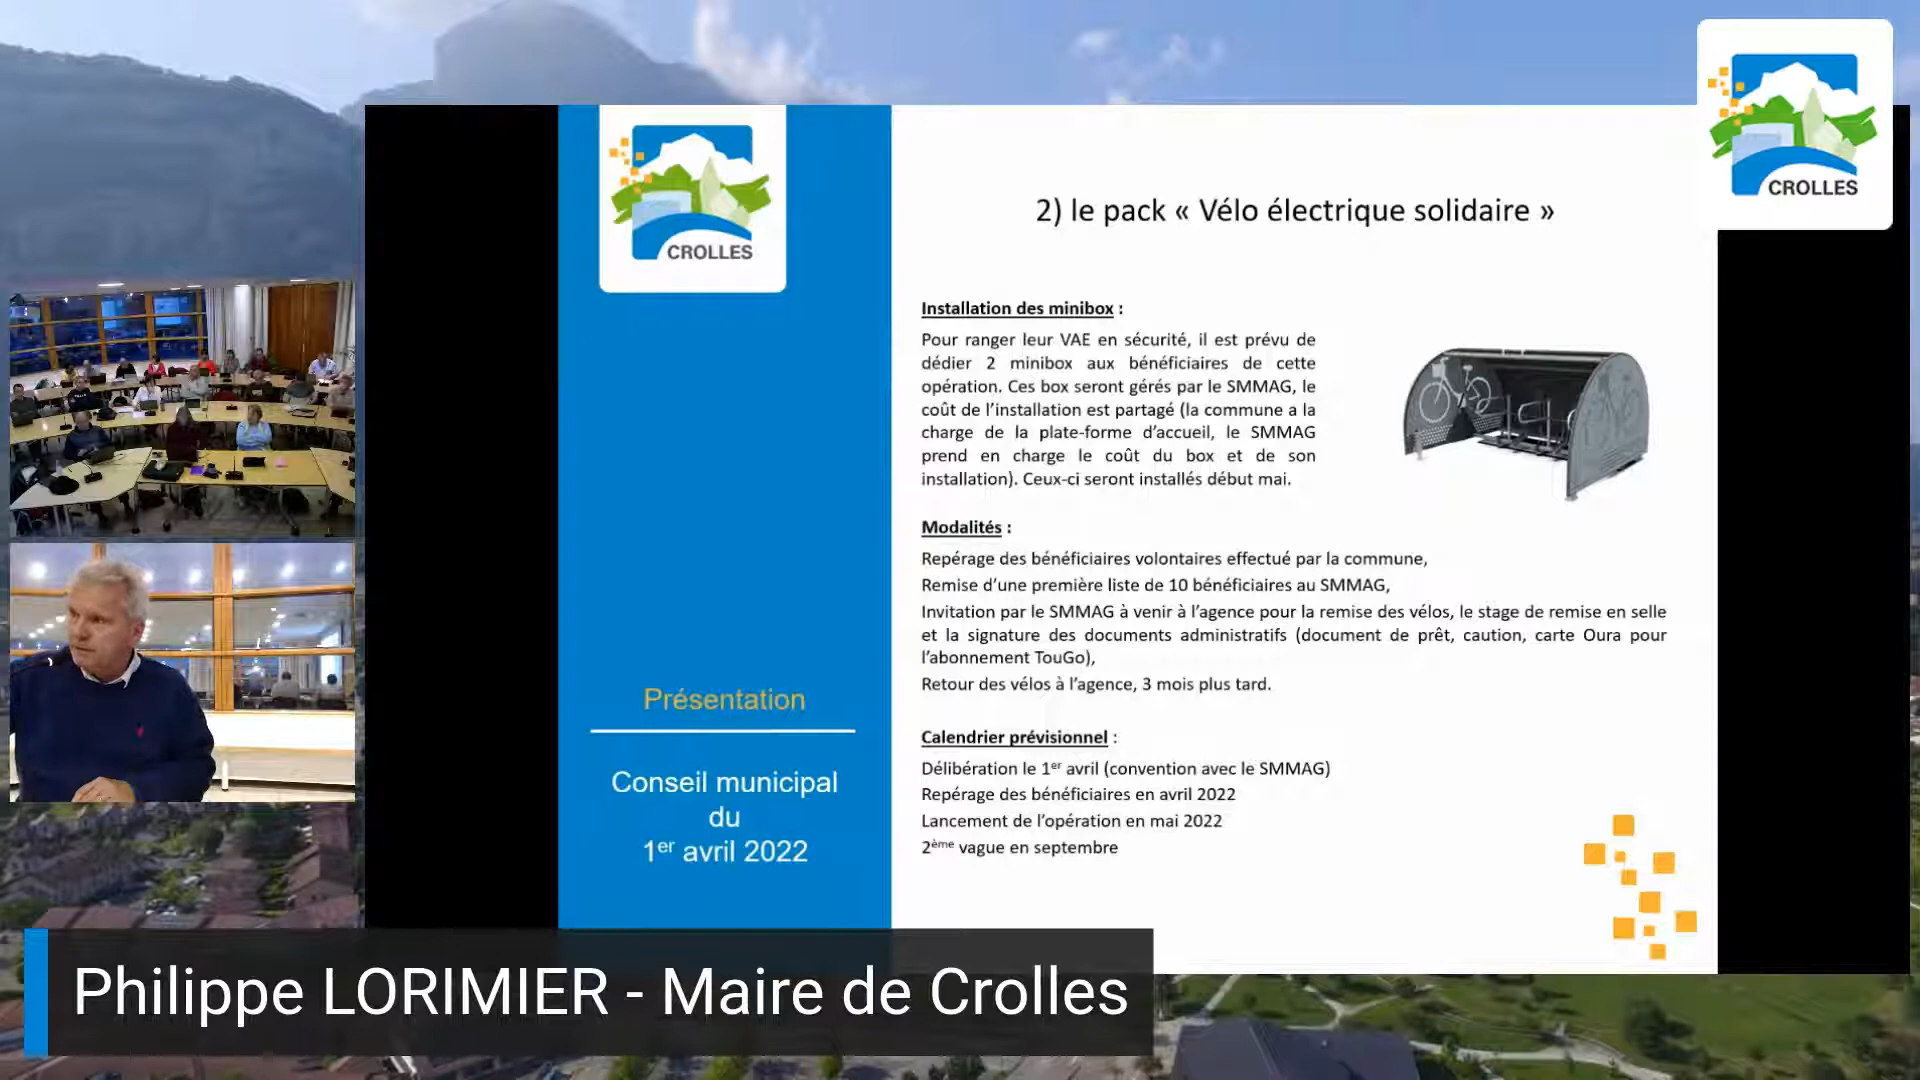 CROLLES
CROLLES
2) le pack « Vélo électrique solidaire »
Installation des minibox :
Pour ranger leur VAE en sécurité, il est prévu de
dédier 2 minibox aux bénéficiaires de cette
opération. Ces box seront gérés par le SMMAG, le
coût de l'installation est partagé (la commune a la
charge de la plate-forme d'accueil, le SMMAG
prend en charge le coût du box et de son
installation). Ceux-ci seront installés début mai.
Modalités :
Repérage des bénéficiaires volontaires effectué par la commune,
Remise d'une première liste de 10 bénéficiaires au SMMAG,
Invitation par le SMMAG à venir à l'agence pour la remise des vélos, le stage de remise en selle
et la signature des documents administratifs (document de prêt, caution, carte Oura pour
l'abonnement TouGo),
Retour des vélos à l'agence, 3 mois plus tard.
Calendrier prévisionnel :
Délibération le 1er avril (convention avec le SMMAG)
Repérage des bénéficiaires en avril 2022
Lancement de l'opération en mai 2022
2ème vague en septembre
Présentation
Conseil municipal
du
1er avril 2022
Philippe LORIMIER - Maire de Crolles